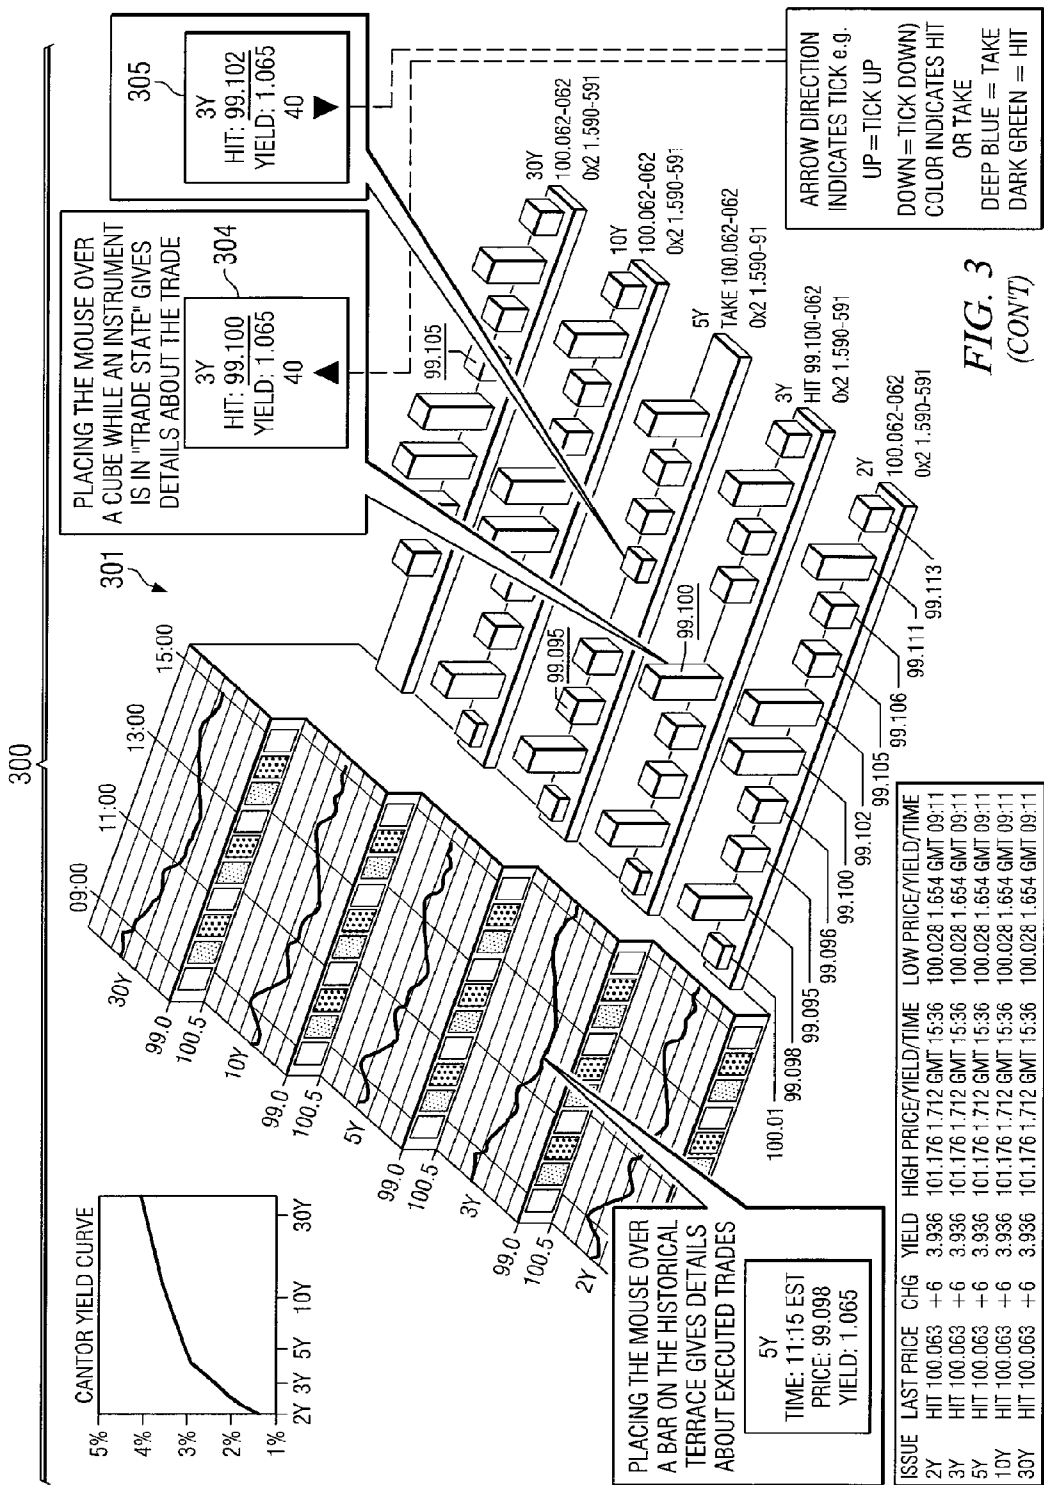 300
CANTOR YIELD CURVE
5%
4%
3%
2%
1%
2Y 3Y 5Y 10Y 30Y
09:00
11:00
13:00
15:00
30Y
99.0
100.5
10Y
99.0
100.5
5Y
99.0
100.5
3Y
99.0
100.5
2Y
301
PLACING THE MOUSE OVER
A CUBE WHILE AN INSTRUMENT
IS IN "TRADE STATE" GIVES
DETAILS ABOUT THE TRADE
304
3Y
HIT: 99.100
YIELD: 1.065
40
305
3Y
HIT: 99.102
YIELD: 1.065
40
99.105
99.095
99.100
30Y
100.062-062
0x2 1.590-591
10Y
100.062-062
0x2 1.590-591
5Y
TAKE 100.062-062
0x2 1.590-91
3Y
HIT 99.100-062
0x2 1.590-591
2Y
100.062-062
0x2 1.590-591
100.01
99.098
99.095
99.096
99.100
99.102
99.105
99.106
99.111
99.113
PLACING THE MOUSE OVER
A BAR ON THE HISTORICAL
TERRACE GIVES DETAILS
ABOUT EXECUTED TRADES
5Y
TIME: 11:15 EST
PRICE: 99.098
YIELD: 1.065
ARROW DIRECTION
INDICATES TICK e.g.
UP = TICK UP
DOWN = TICK DOWN)
COLOR INDICATES HIT
OR TAKE
DEEP BLUE = TAKE
DARK GREEN = HIT
ISSUE LAST PRICE CHG YIELD HIGH PRICE/YIELD/TIME LOW PRICE/YIELD/TIME
2Y HIT 100.063 +6 3.936 101.176 1.712 GMT 15:36 100.028 1.654 GMT 09:11
3Y HIT 100.063 +6 3.936 101.176 1.712 GMT 15:36 100.028 1.654 GMT 09:11
5Y HIT 100.063 +6 3.936 101.176 1.712 GMT 15:36 100.028 1.654 GMT 09:11
10Y HIT 100.063 +6 3.936 101.176 1.712 GMT 15:36 100.028 1.654 GMT 09:11
30Y HIT 100.063 +6 3.936 101.176 1.712 GMT 15:36 100.028 1.654 GMT 09:11
FIG. 3
(CON'T)